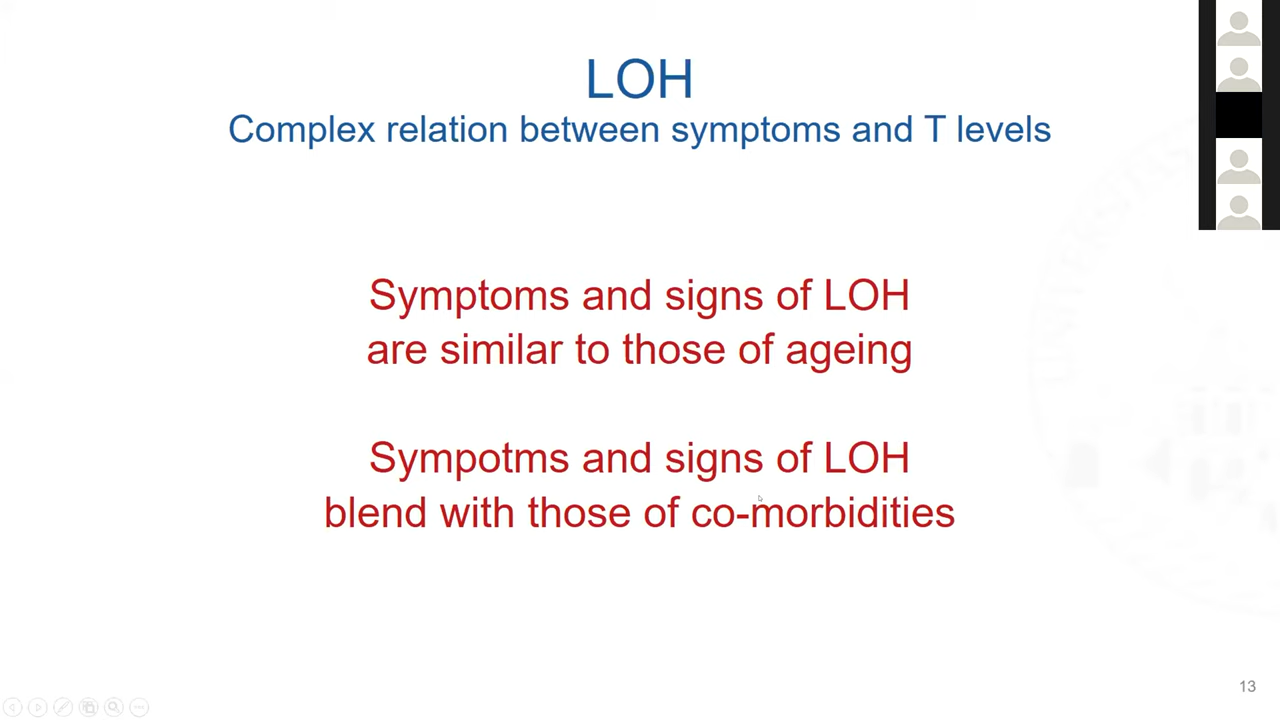 LOH
Complex relation between symptoms and T levels
Symptoms and signs of LOH
are similar to those of ageing
Sympotms and signs of LOH
blend with those of co-morbidities
13